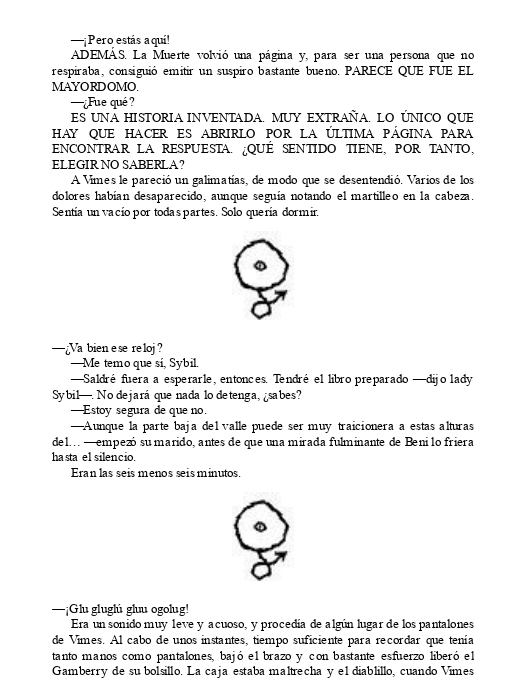 —¡Pero estás aquí!
ADEMÁS. La Muerte volvió una página y, para ser una persona que no
respiraba, consiguió emitir un suspiro bastante bueno. PARECE QUE FUE EL
MAYORDOMO.
—¿Fue qué?
ES UNA HISTORIA INVENTADA. MUY EXTRAÑA. LO ÚNICO QUE
HAY QUE HACER ES ABRIRLO POR LA ÚLTIMA PÁGINA PARA
ENCONTRAR LA RESPUESTA. ¿QUÉ SENTIDO TIENE, POR TANTO,
ELEGIR NO SABERLA?
A Vimes le pareció un galimatías, de modo que se desentendió. Varios de los
dolores habían desaparecido, aunque seguía notando el martilleo en la cabeza.
Sentía un vacío por todas partes. Solo quería dormir.
—¿Va bien ese reloj?
—Me temo que sí, Sybil.
—Saldré fuera a esperarle, entonces. Tendré el libro preparado —dijo lady
Sybil—. No dejará que nada lo detenga, ¿sabes?
—Estoy segura de que no.
—Aunque la parte baja del valle puede ser muy traicionera a estas alturas
del… —empezó su marido, antes de que una mirada fulminante de Beni lo friera
hasta el silencio.
Eran las seis menos seis minutos.
—¡Glu gluglú gluu ogolug!
Era un sonido muy leve y acuoso, y procedía de algún lugar de los pantalones
de Vimes. Al cabo de unos instantes, tiempo suficiente para recordar que tenía
tanto manos como pantalones, bajó el brazo y con bastante esfuerzo liberó el
Gamberry de su bolsillo. La caja estaba maltrecha y el diablillo, cuando Vimes